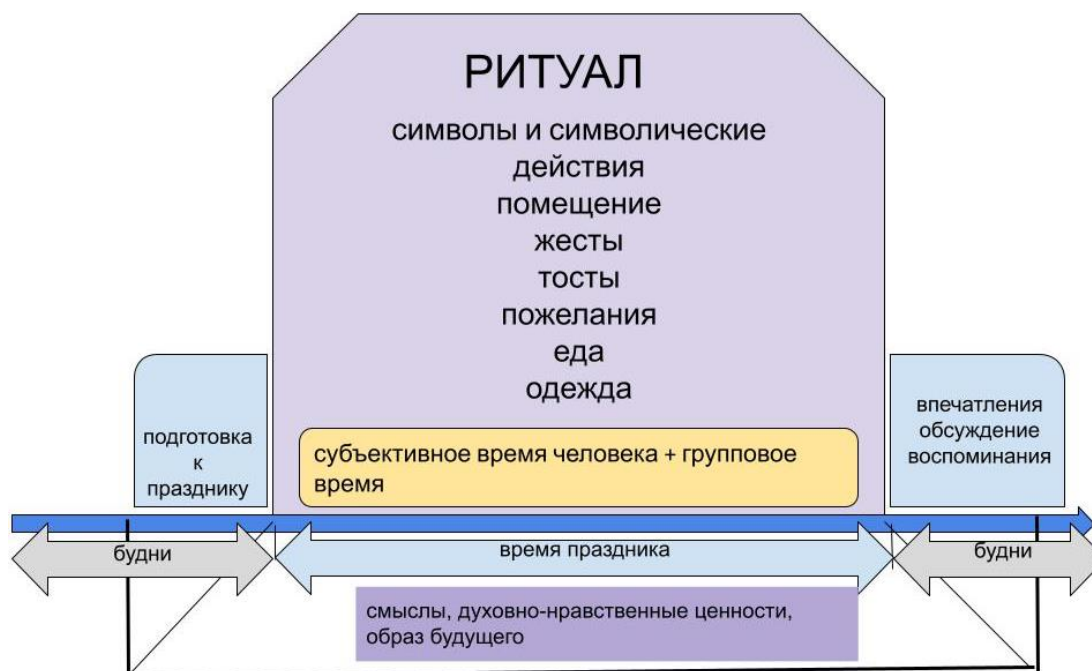 РИТУАЛ
символы и символические
действия
помещение
жесты
тосты
пожелания
еда
одежда
подготовка
к
празднику
субъективное время человека + групповое
время
впечатления
обсуждение
воспоминания
будни
время праздника
будни
смыслы, духовно-нравственные ценности,
образ будущего